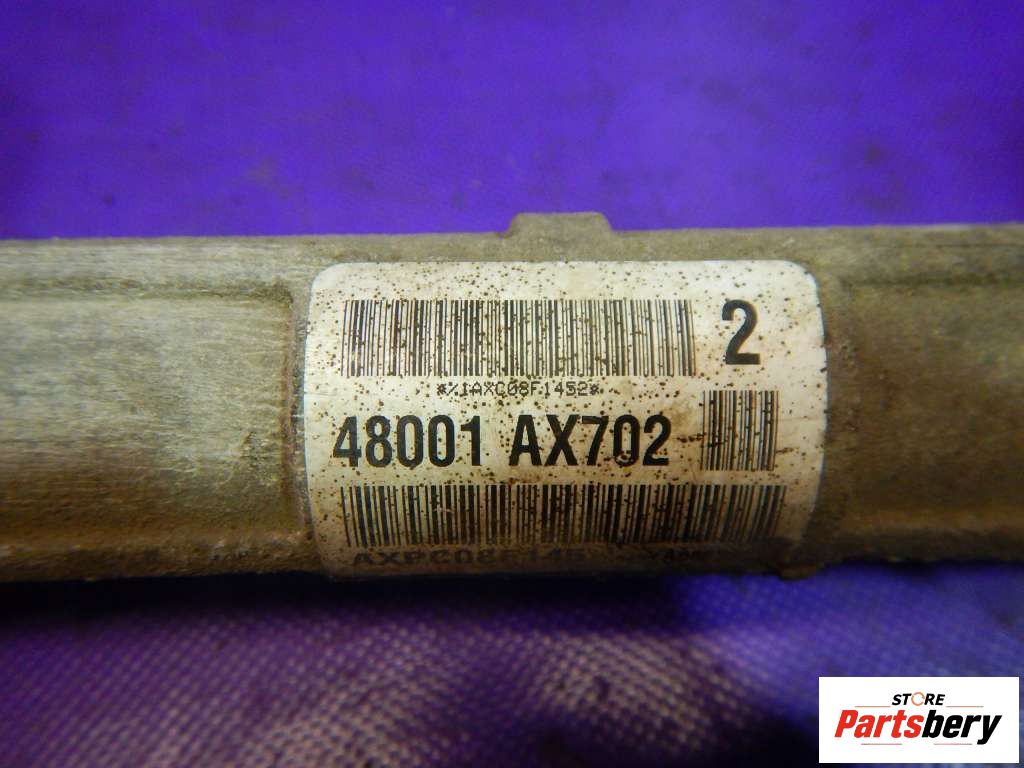 2
*%1AXC08F1452*
48001 AX702
STORE
Partsbery